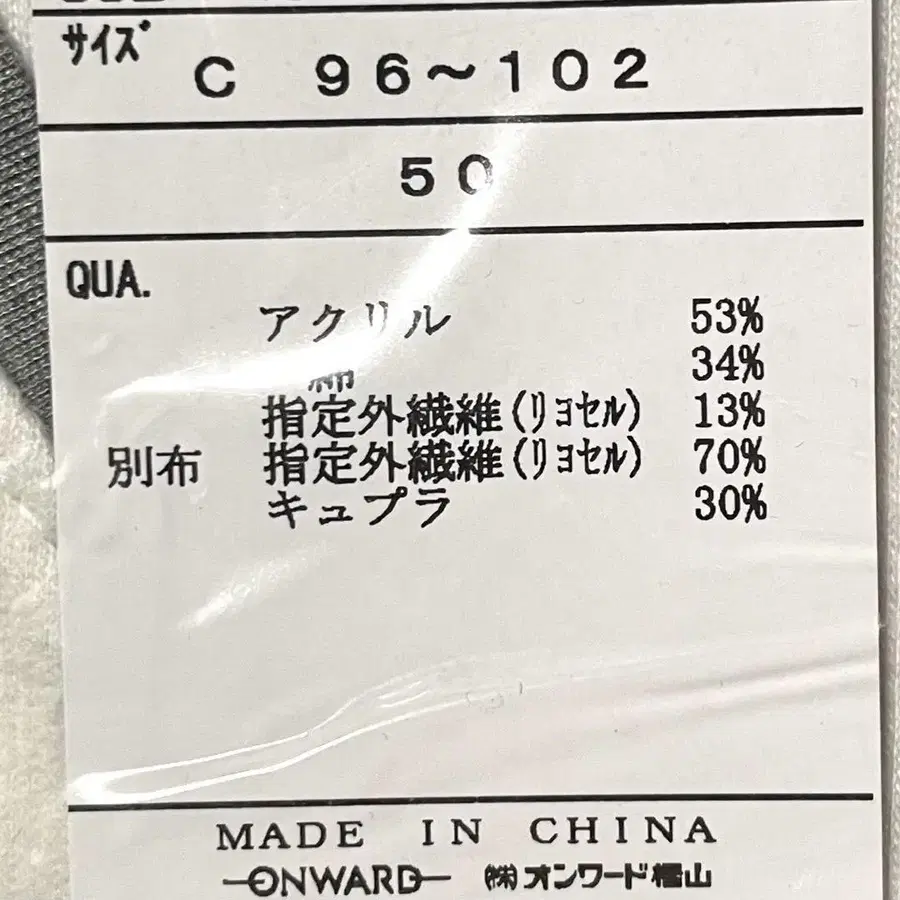 サイズ
C 96〜102
50
QUA.
アクリル 53%
綿 34%
指定外繊維(リヨセル) 13%
別布 指定外繊維(リヨセル) 70%
キュプラ 30%
MADE IN CHINA
ONWARD ㈱オンワード樫山